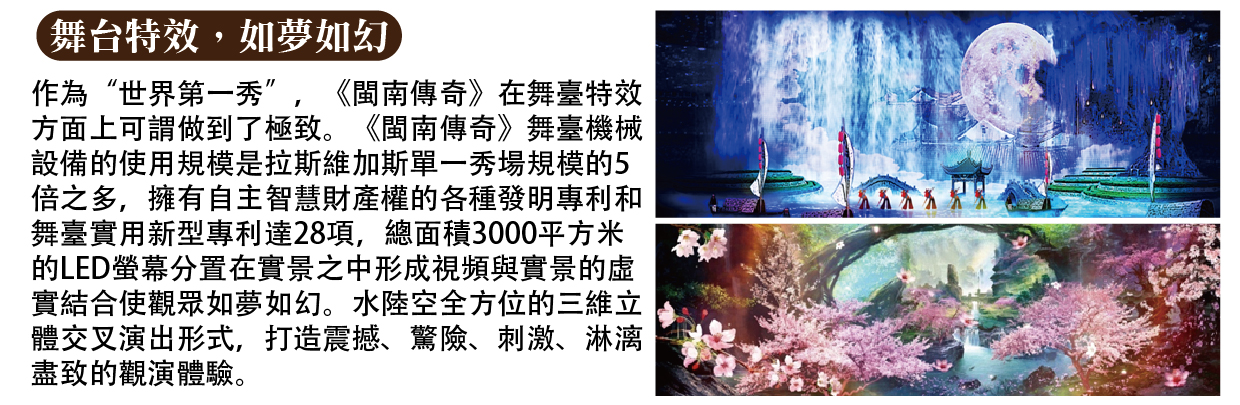 舞台特效，如夢如幻
作為“世界第一秀”，《閩南傳奇》在舞臺特效
方面上可謂做到了極致。《閩南傳奇》舞臺機械
設備的使用規模是拉斯維加斯單一秀場規模的5
倍之多，擁有自主智慧財產權的各種發明專利和
舞臺實用新型專利達28項，總面積3000平方米
的LED螢幕分置在實景之中形成視頻與實景的虛
實結合使觀眾如夢如幻。水陸空全方位的三維立
體交叉演出形式，打造震撼、驚險、刺激、淋漓
盡致的觀演體驗。